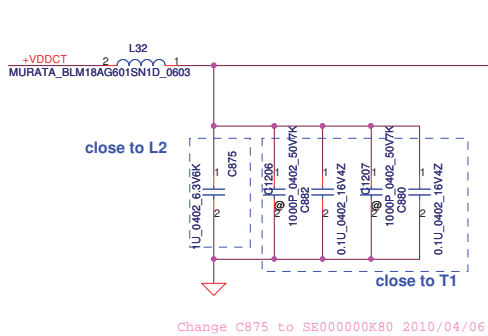 L32
+VDDCT
2
1
MURATA_BLM18AG601SN1D_0603
close to L2
1U_0402_6.3V6K
C875
1
2
C1206
1000P_0402_50V7K
1
2
@
C882
0.1U_0402_16V4Z
1
2
C1207
1000P_0402_50V7K
1
2
@
C880
0.1U_0402_16V4Z
1
2
close to T1
Change C875 to SE000000K80 2010/04/06